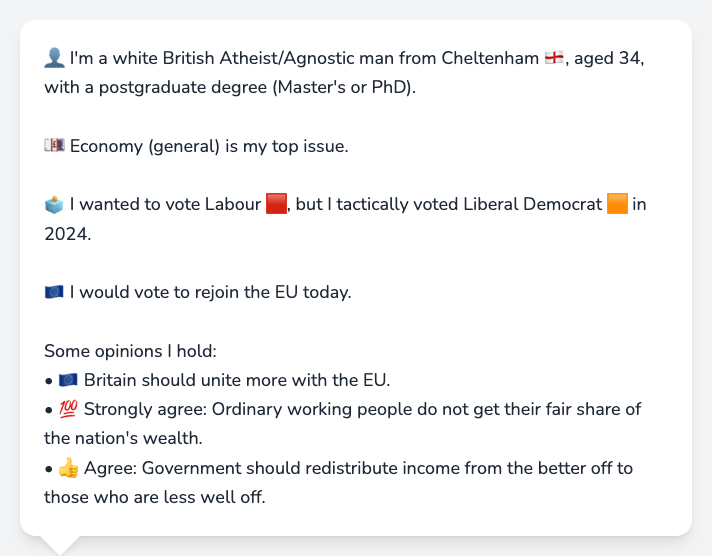 👤 I'm a white British Atheist/Agnostic man from Cheltenham 🏴󠁧󠁢󠁥󠁮󠁧󠁿, aged 34,
with a postgraduate degree (Master's or PhD).
💷 Economy (general) is my top issue.
🗳️ I wanted to vote Labour 🟥, but I tactically voted Liberal Democrat 🟧 in
2024.
🇪🇺 I would vote to rejoin the EU today.
Some opinions I hold:
• 🇪🇺 Britain should unite more with the EU.
• 💯 Strongly agree: Ordinary working people do not get their fair share of
the nation's wealth.
• 👍 Agree: Government should redistribute income from the better off to
those who are less well off.